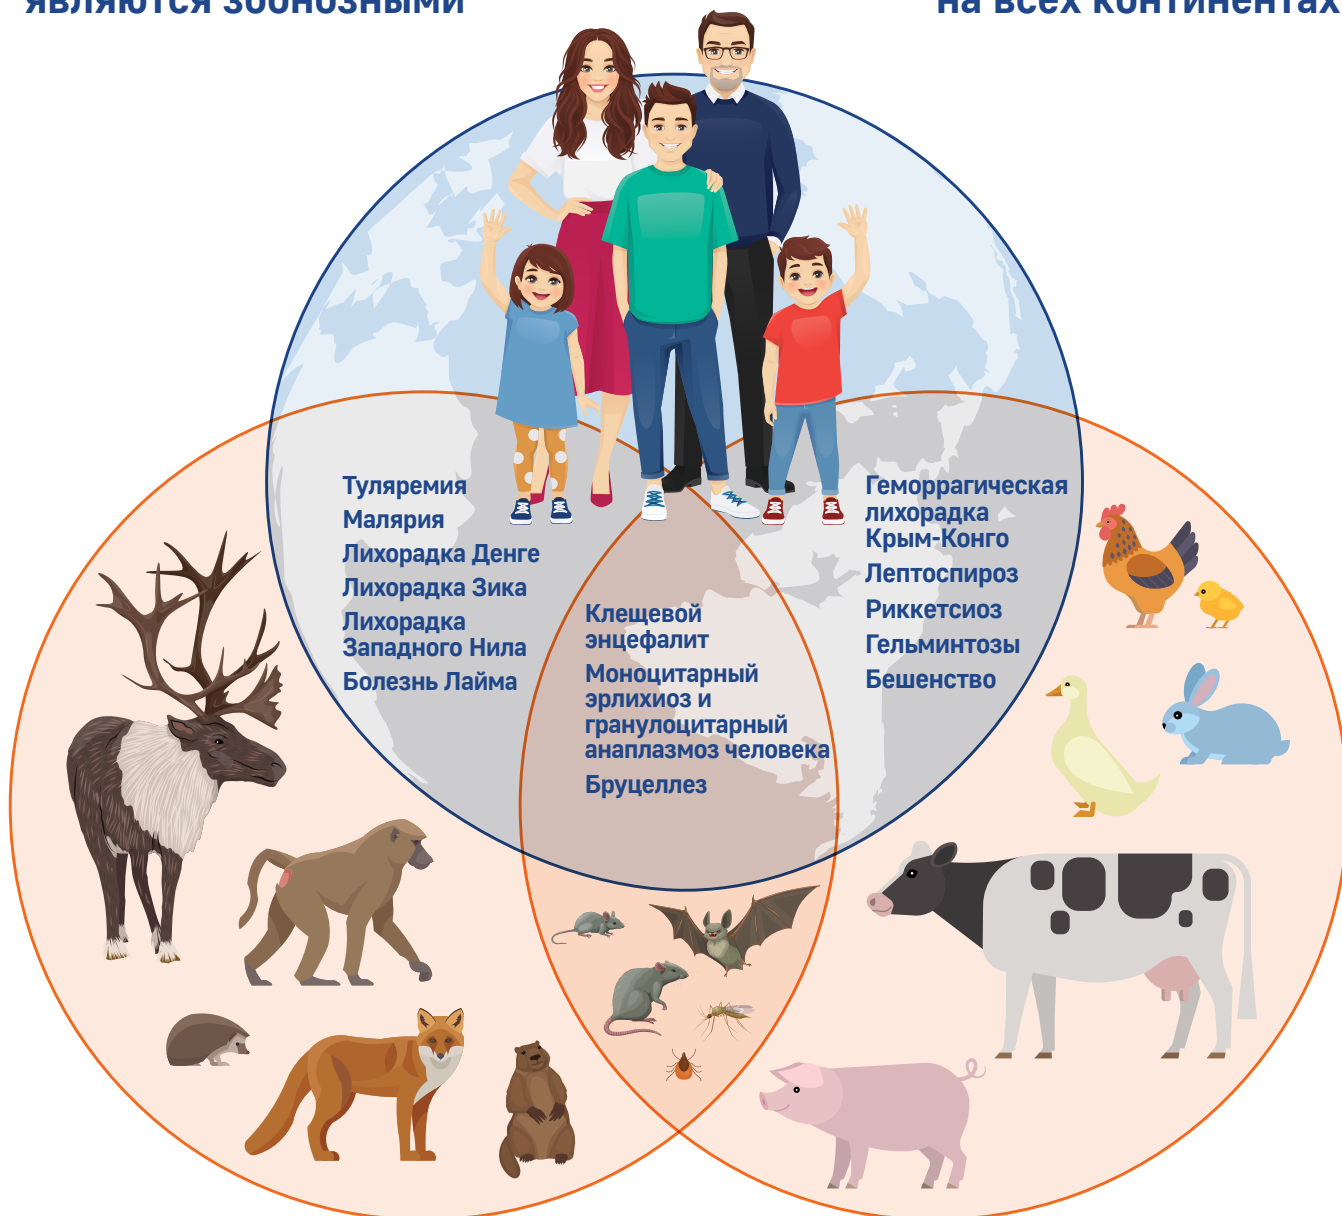 являются зоонозными
на всех континентах
Туляремия
Малярия
Лихорадка Денге
Лихорадка Зика
Лихорадка
Западного Нила
Болезнь Лайма
Клещевой
энцефалит
Моноцитарный
эрлихиоз и
гранулоцитарный
анаплазмоз человека
Бруцеллез
Геморрагическая
лихорадка
Крым-Конго
Лептоспироз
Риккетсиоз
Гельминтозы
Бешенство